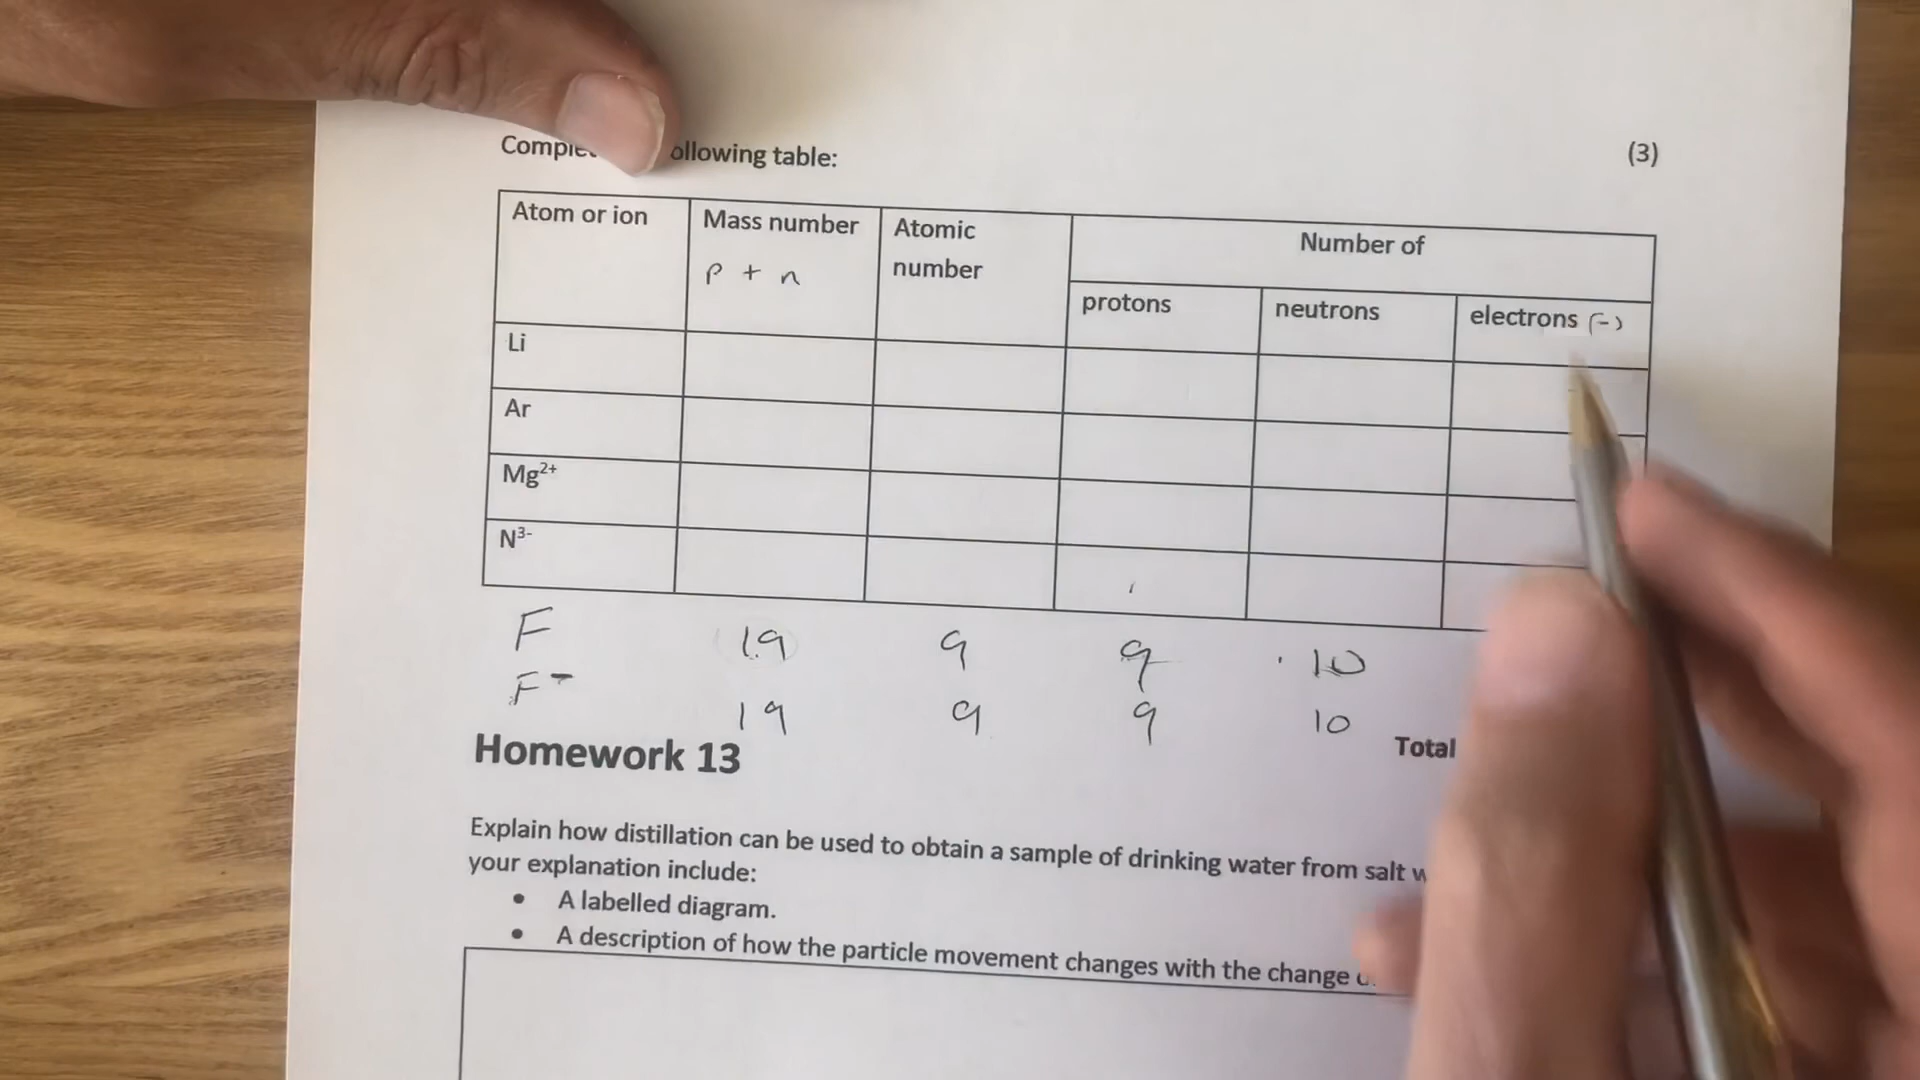 ollowing table: (3)
Atom or ion Mass number Atomic number Number of
p + n
protons neutrons electrons (-)
Li
Ar
Mg²⁺
N³⁻
F 19 9 9 10
F⁻ 19 9 9 10
Homework 13 Total
Explain how distillation can be used to obtain a sample of drinking water from salt
your explanation include:
• A labelled diagram.
• A description of how the particle movement changes with the change